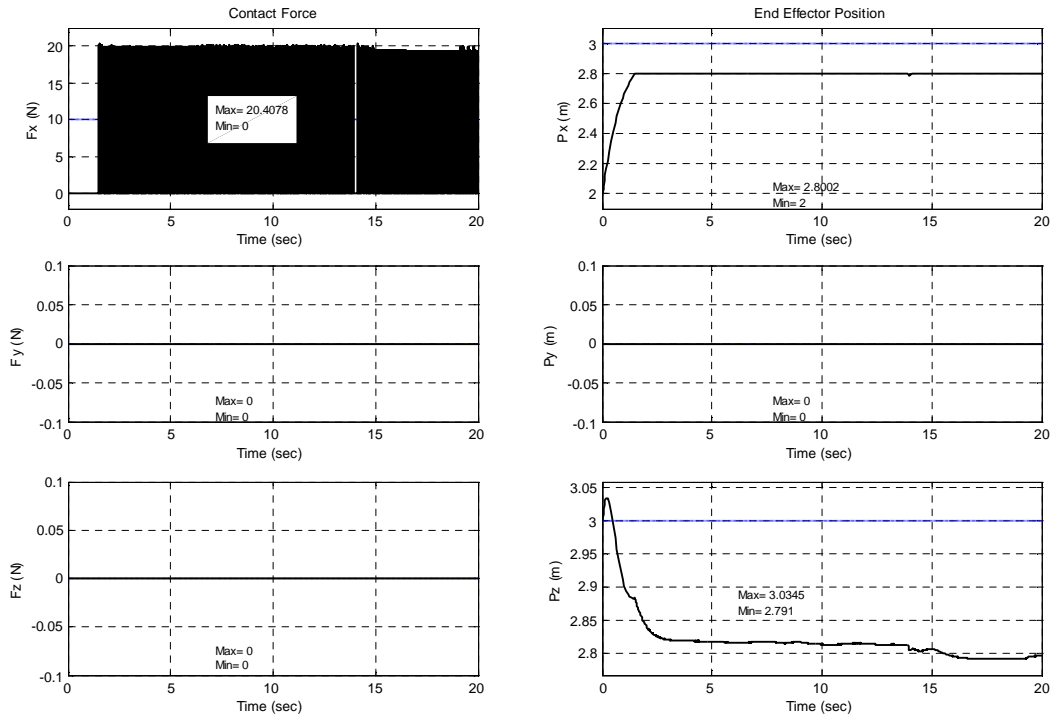 Contact Force
End Effector Position
20
15
10
5
0
Fx (N)
Max= 20.4078
Min= 0
0 5 10 15 20
Time (sec)
3
2.8
2.6
2.4
2.2
2
Px (m)
Max= 2.8002
Min= 2
0 5 10 15 20
Time (sec)
0.1
0.05
0
-0.05
-0.1
Fy (N)
Max= 0
Min= 0
0 5 10 15 20
Time (sec)
0.1
0.05
0
-0.05
-0.1
Py (m)
Max= 0
Min= 0
0 5 10 15 20
Time (sec)
0.1
0.05
0
-0.05
-0.1
Fz (N)
Max= 0
Min= 0
0 5 10 15 20
Time (sec)
3.05
3
2.95
2.9
2.85
2.8
Pz (m)
Max= 3.0345
Min= 2.791
0 5 10 15 20
Time (sec)